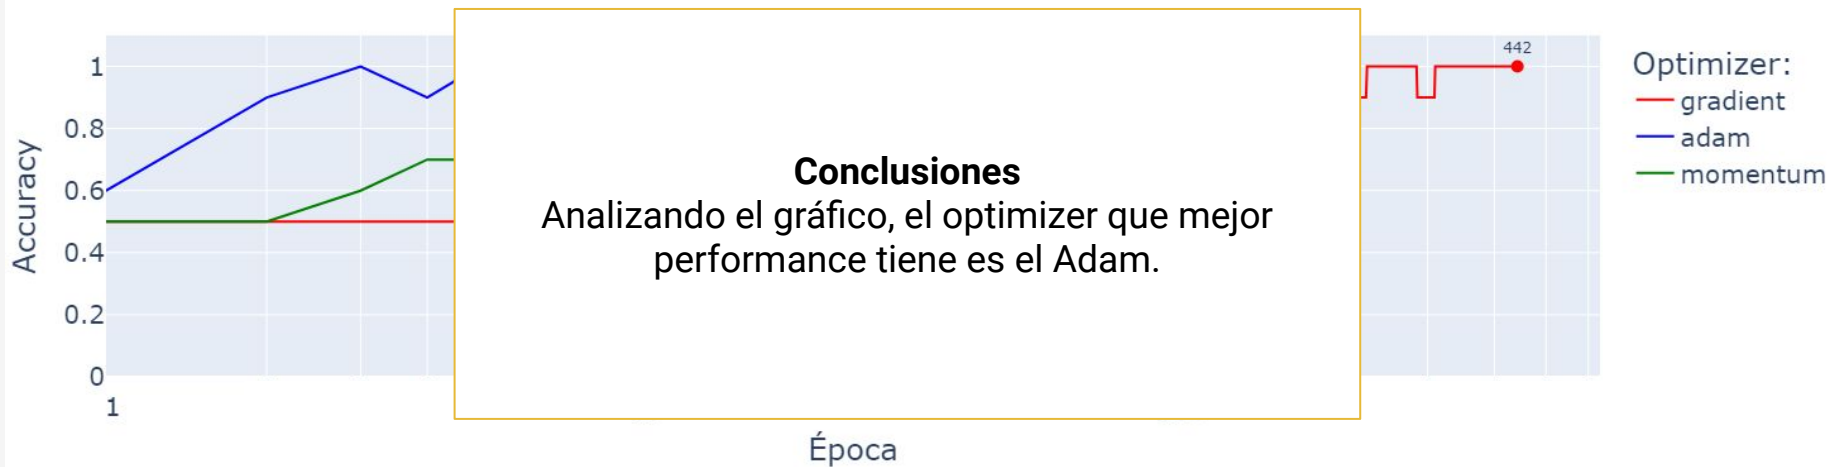 442
1
0.8
0.6
0.4
0.2
0
Accuracy
1
Época
Conclusiones
Analizando el gráfico, el optimizer que mejor
performance tiene es el Adam.
Optimizer:
gradient
adam
momentum